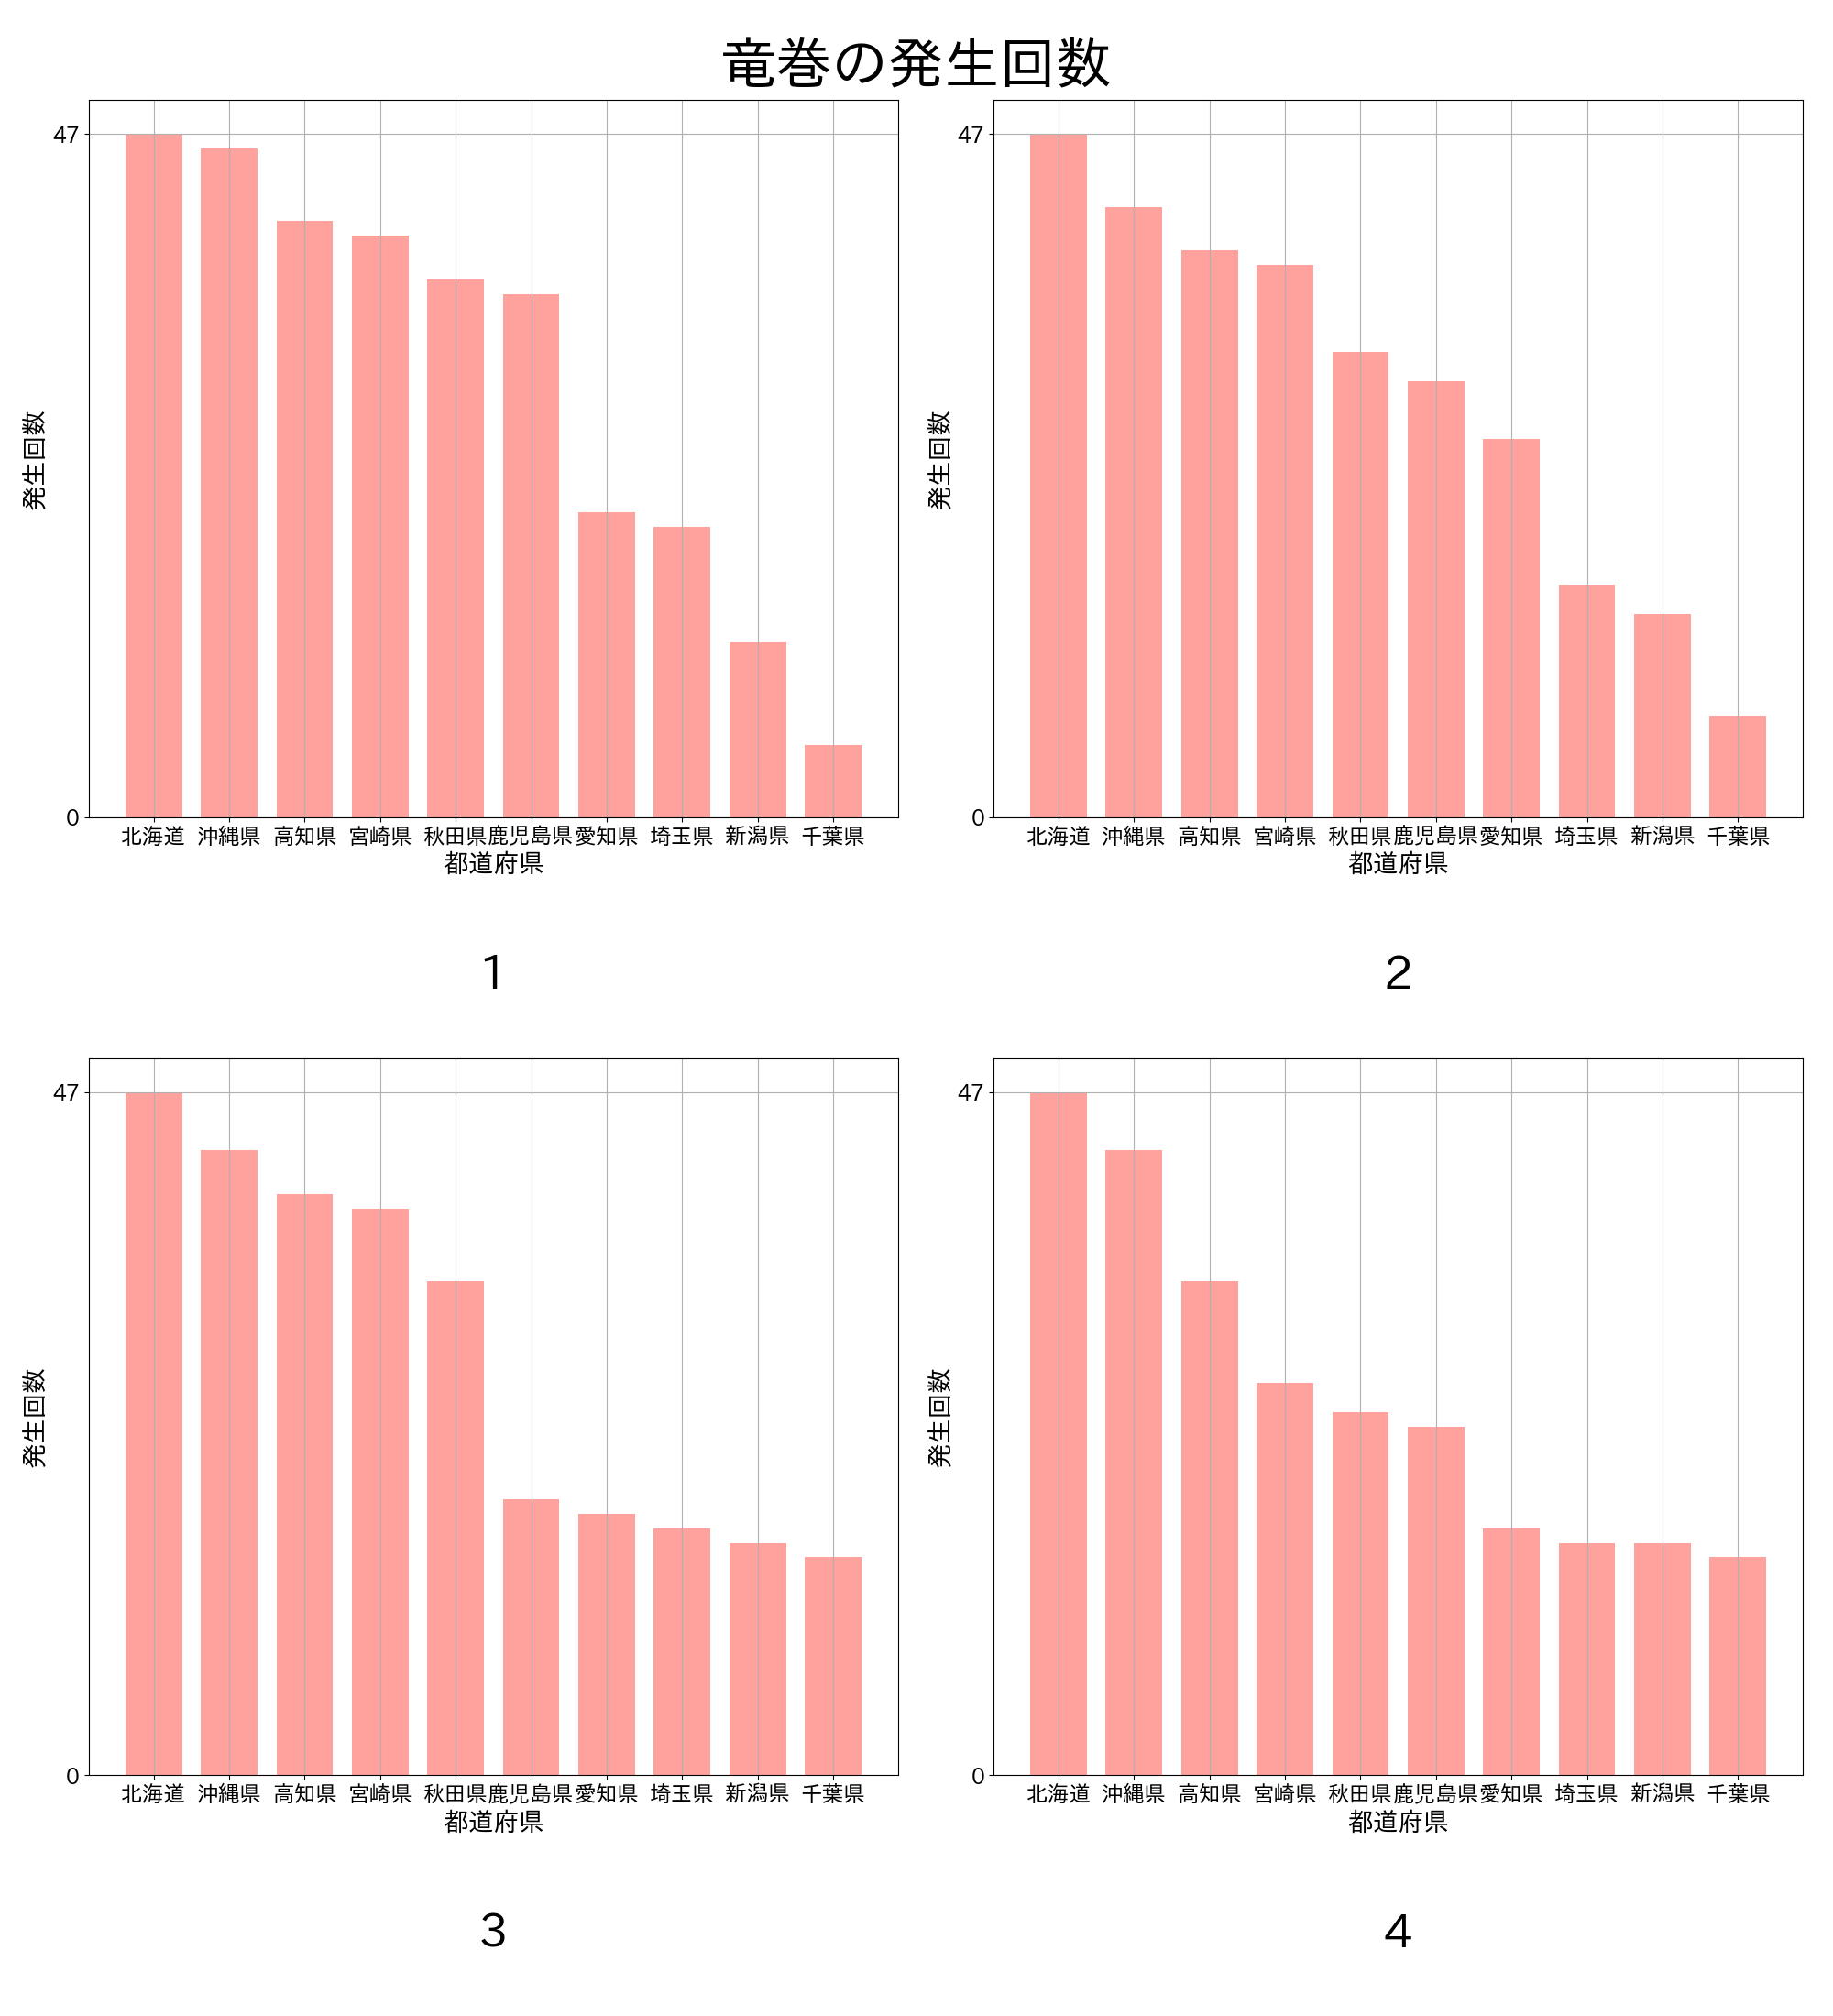 竜巻の発生回数
47
0
発生回数
北海道 沖縄県 高知県 宮崎県 秋田県 鹿児島県 愛知県 埼玉県 新潟県 千葉県
都道府県
1
47
0
発生回数
北海道 沖縄県 高知県 宮崎県 秋田県 鹿児島県 愛知県 埼玉県 新潟県 千葉県
都道府県
2
47
0
発生回数
北海道 沖縄県 高知県 宮崎県 秋田県 鹿児島県 愛知県 埼玉県 新潟県 千葉県
都道府県
3
47
0
発生回数
北海道 沖縄県 高知県 宮崎県 秋田県 鹿児島県 愛知県 埼玉県 新潟県 千葉県
都道府県
4